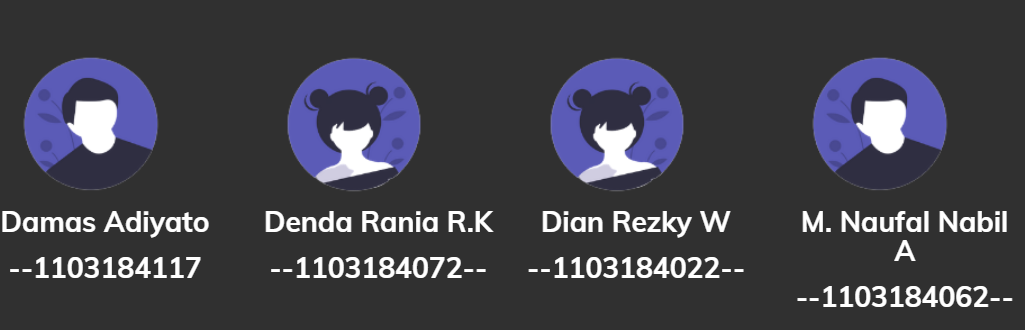 Damas Adiyato
--1103184117
Denda Rania R.K
--1103184072--
Dian Rezky W
--1103184022--
M. Naufal Nabil
A
--1103184062--